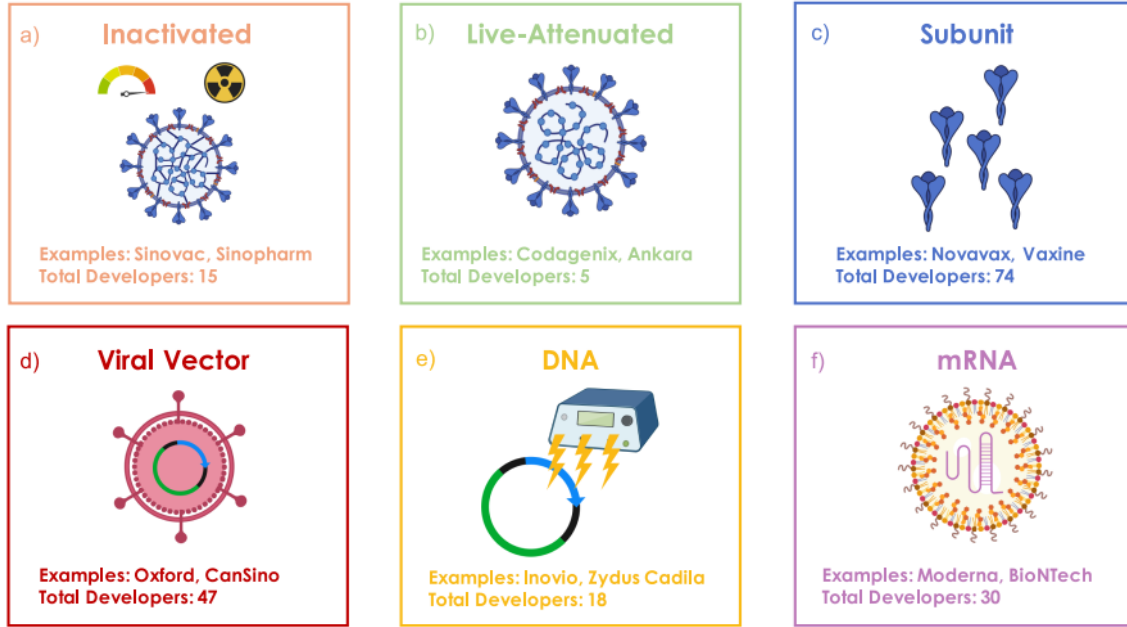 a) Inactivated
Examples: Sinovac, Sinopharm
Total Developers: 15
b) Live-Attenuated
Examples: Codagenix, Ankara
Total Developers: 5
c) Subunit
Examples: Novavax, Vaxine
Total Developers: 74
d) Viral Vector
Examples: Oxford, CanSino
Total Developers: 47
e) DNA
Examples: Inovio, Zydus Cadila
Total Developers: 18
f) mRNA
Examples: Moderna, BioNTech
Total Developers: 30